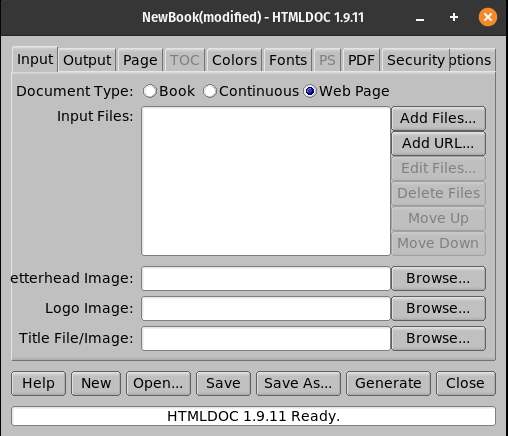 NewBook(modified) - HTMLDOC 1.9.11
Input Output Page TOC Colors Fonts PS PDF Security ptions
Document Type: Book Continuous Web Page
Input Files:
Add Files...
Add URL...
Edit Files...
Delete Files
Move Up
Move Down
etterhead Image: Browse...
Logo Image: Browse...
Title File/Image: Browse...
Help New Open... Save Save As... Generate Close
HTMLDOC 1.9.11 Ready.